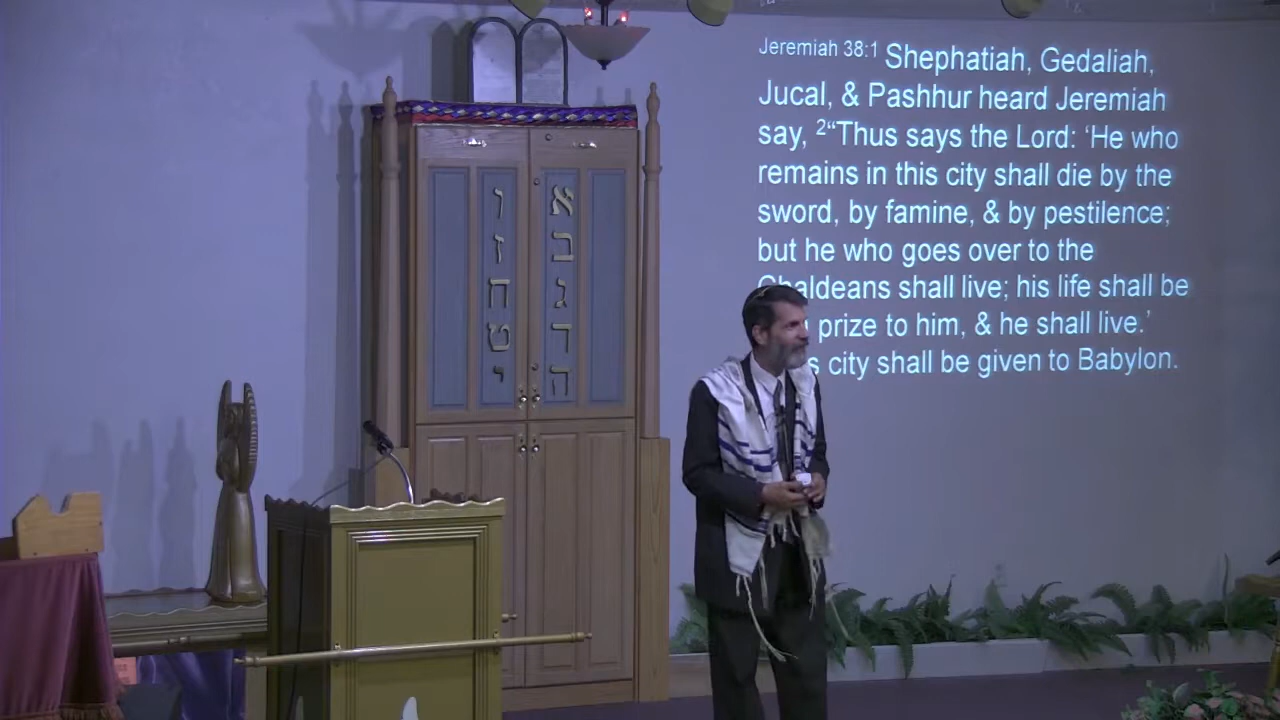 Jeremiah 38:1 Shephatiah, Gedaliah,
Jucal, & Pashhur heard Jeremiah
say, 2“Thus says the Lord: ‘He who
remains in this city shall die by the
sword, by famine, & by pestilence;
but he who goes over to the
Chaldeans shall live; his life shall be
prize to him, & he shall live.’
city shall be given to Babylon.
ו א
ז ב
ח ג
ט ד
י ה